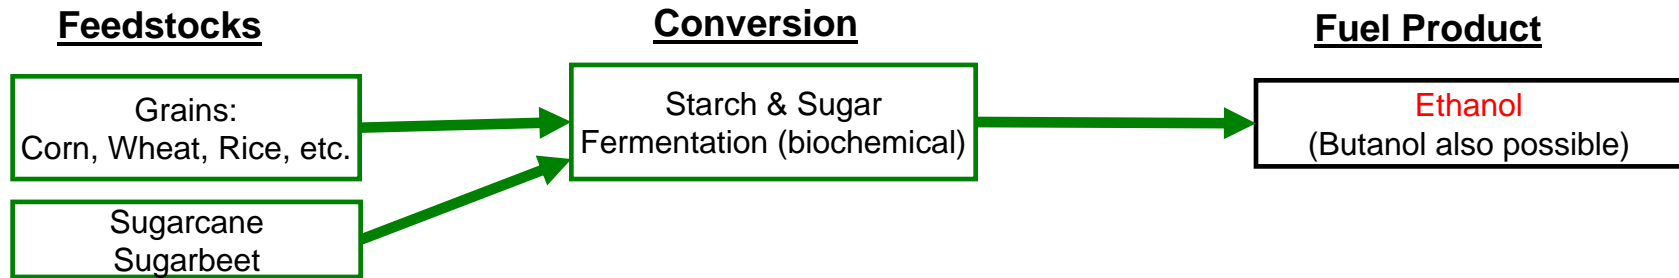 Feedstocks
Conversion
Fuel Product
Grains:
Corn, Wheat, Rice, etc.
Sugarcane
Sugarbeet
Starch & Sugar
Fermentation (biochemical)
Ethanol
(Butanol also possible)